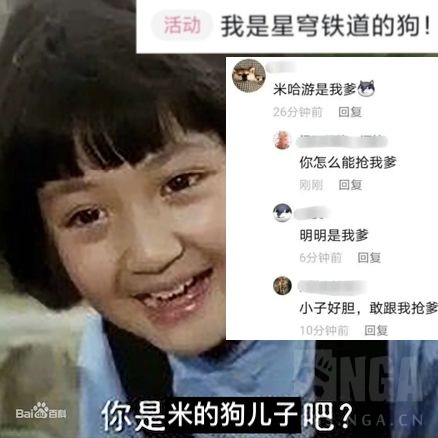 活动 我是星穹铁道的狗！
米哈游是我爹
26分钟前 回复
你怎么能抢我爹
刚刚 回复
明明是我爹
6分钟前 回复
小子好胆，敢跟我抢爹
10分钟前 回复
NGA
NGA.CN
Bai百科
你是米的狗儿子吧？